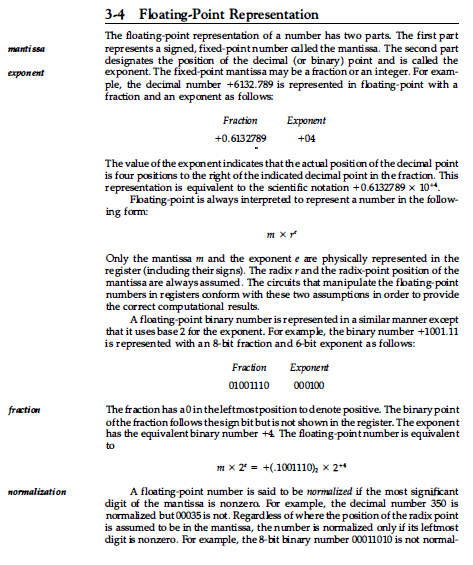 3-4 Floating-Point Representation
The floating-point representation of a number has two parts. The first part
mantissa
represents a signed, fixed-point number called the mantissa. The second part
designates the position of the decimal (or binary) point and is called the
exponent
exponent. The fixed-point mantissa may be a fraction or an integer. For exam-
ple, the decimal number +6132.789 is represented in floating-point with a
fraction and an exponent as follows:
Fraction Exponent
+0.6132789 +04
The value of the exponent indicates that the actual position of the decimal point
is four positions to the right of the indicated decimal point in the fraction. This
representation is equivalent to the scientific notation +0.6132789 × 10⁺⁴.
Floating-point is always interpreted to represent a number in the follow-
ing form:
m × rᵉ
Only the mantissa m and the exponent e are physically represented in the
register (including their signs). The radix r and the radix-point position of the
mantissa are always assumed. The circuits that manipulate the floating-point
numbers in registers conform with these two assumptions in order to provide
the correct computational results.
A floating-point binary number is represented in a similar manner except
that it uses base 2 for the exponent. For example, the binary number +1001.11
is represented with an 8-bit fraction and 6-bit exponent as follows:
Fraction Exponent
01001110 000100
fraction
The fraction has a 0 in the leftmost position to denote positive. The binary point
of the fraction follows the sign bit but is not shown in the register. The exponent
has the equivalent binary number +4. The floating-point number is equivalent
to
m × 2ᵉ = +(.1001110)₂ × 2⁺⁴
normalization
A floating-point number is said to be normalized if the most significant
digit of the mantissa is nonzero. For example, the decimal number 350 is
normalized but 00035 is not. Regardless of where the position of the radix point
is assumed to be in the mantissa, the number is normalized only if its leftmost
digit is nonzero. For example, the 8-bit binary number 00011010 is not normal-